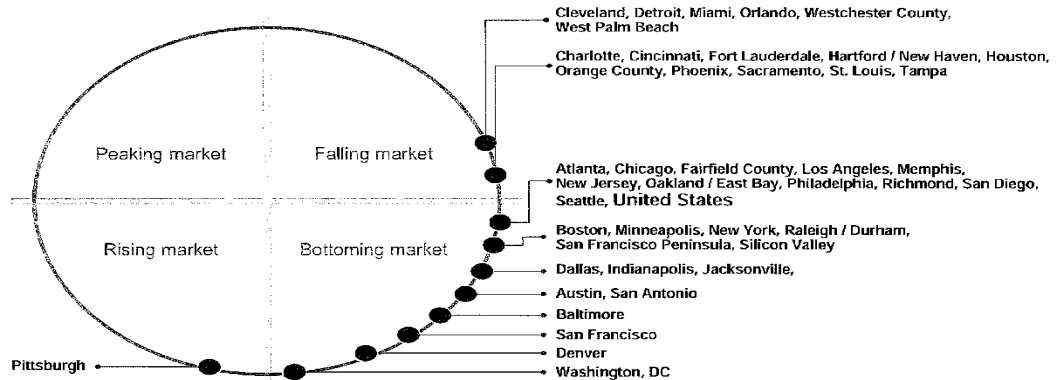 Cleveland, Detroit, Miami, Orlando, Westchester County,
West Palm Beach
Charlotte, Cincinnati, Fort Lauderdale, Hartford / New Haven, Houston,
Orange County, Phoenix, Sacramento, St. Louis, Tampa
Peaking market
Falling market
Atlanta, Chicago, Fairfield County, Los Angeles, Memphis,
New Jersey, Oakland / East Bay, Philadelphia, Richmond, San Diego,
Seattle, United States
Rising market
Bottoming market
Boston, Minneapolis, New York, Raleigh / Durham,
San Francisco Peninsula, Silicon Valley
Dallas, Indianapolis, Jacksonville,
Austin, San Antonio
Baltimore
San Francisco
Denver
Pittsburgh
Washington, DC